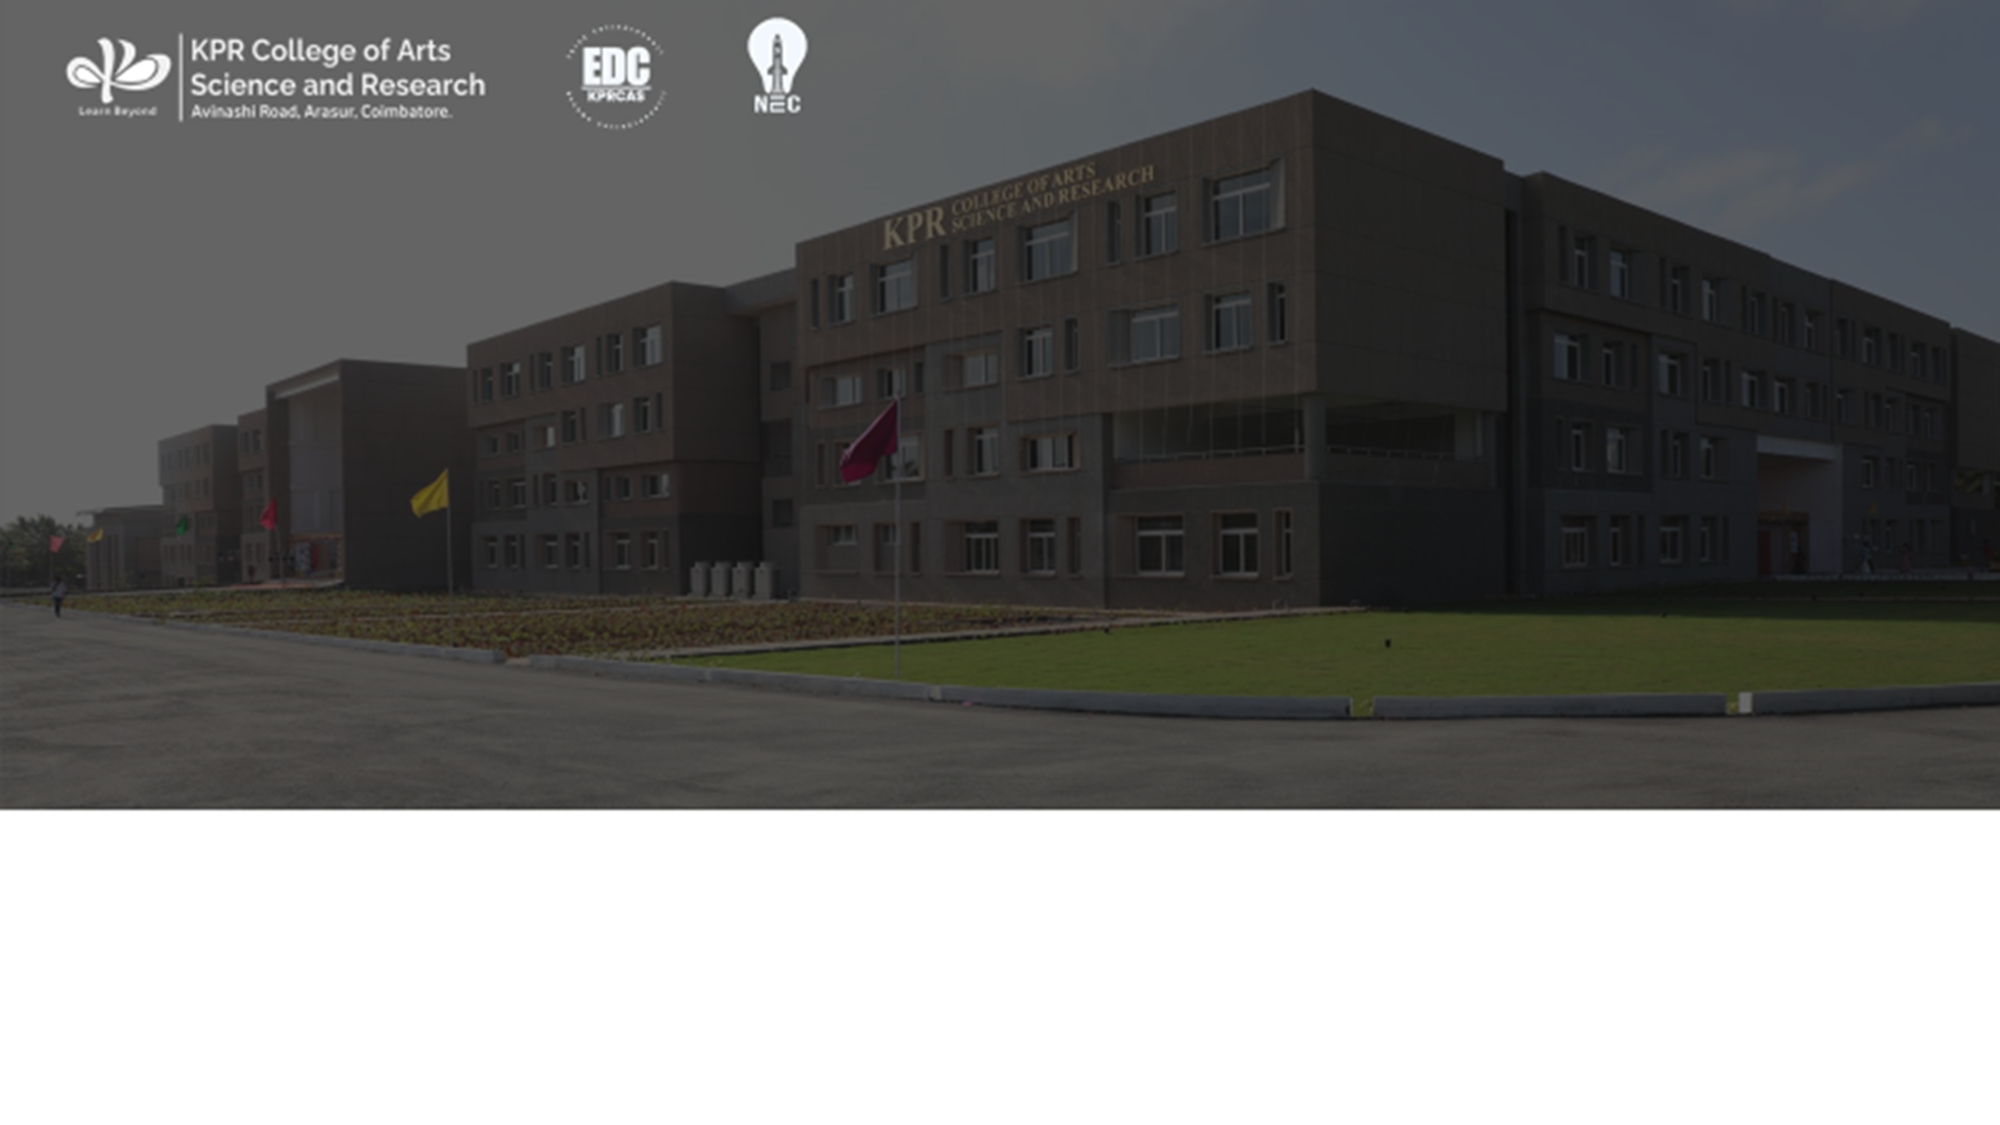 KPR College of Arts
Science and Research
Avinashi Road, Arasur, Coimbatore.
Learn Beyond
EDC
KPRCAS
NEC
KPR
COLLEGE OF ARTS
SCIENCE AND RESEARCH